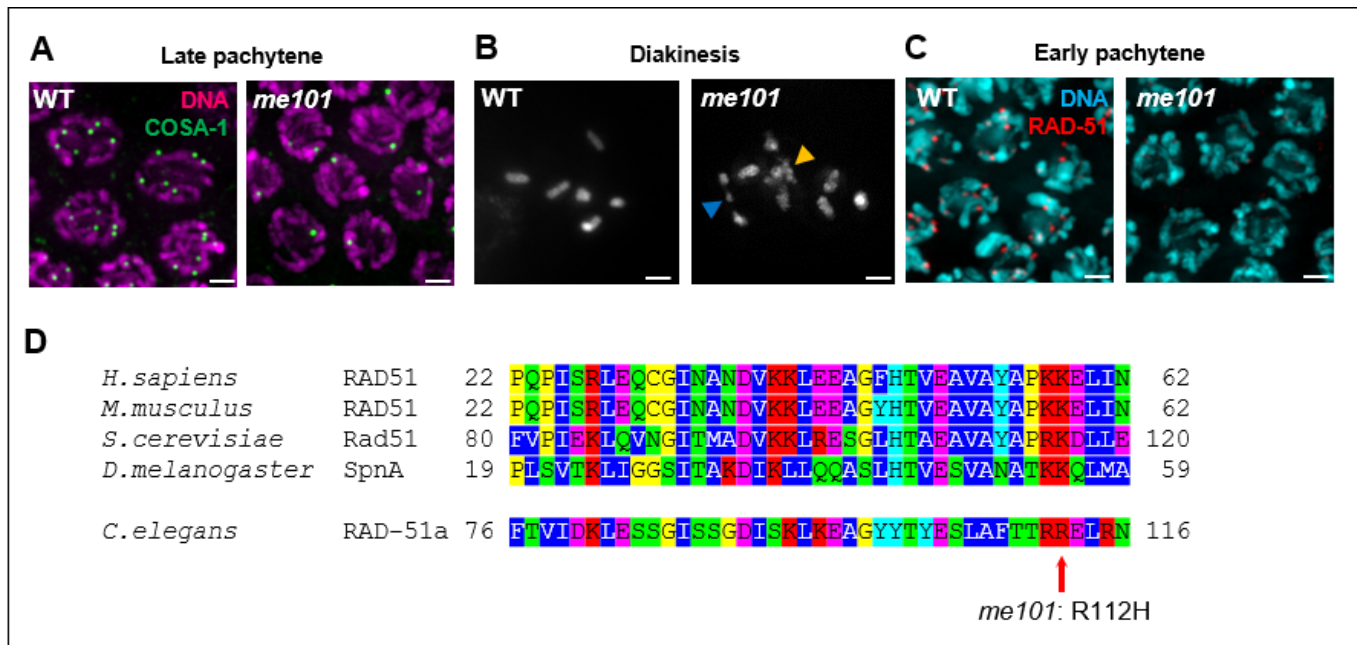 A Late pachytene
WT DNA COSA-1
me101
B Diakinesis
WT
me101
C Early pachytene
WT DNA RAD-51
me101
D
H.sapiens RAD51 22 PQPISRLEQCGINANDVKKLEEAGFHTVEAVAYAPKKELIN 62
M.musculus RAD51 22 PQPISRLEQCGINANDVKKLEEAGYHTVEAVAYAPKKELIN 62
S.cerevisiae Rad51 80 FVPIEKLQVNGITMADVKKLRESGLHTAEAVAYAPRKDLLE 120
D.melanogaster SpnA 19 PLSVTKLIGGSITAKDIKLLQQASLHTVESVANATKKQLMA 59
C.elegans RAD-51a 76 FTVIDKLESSGISSGDISKLKEAGYYTYESLAFTTRRELRN 116
me101: R112H